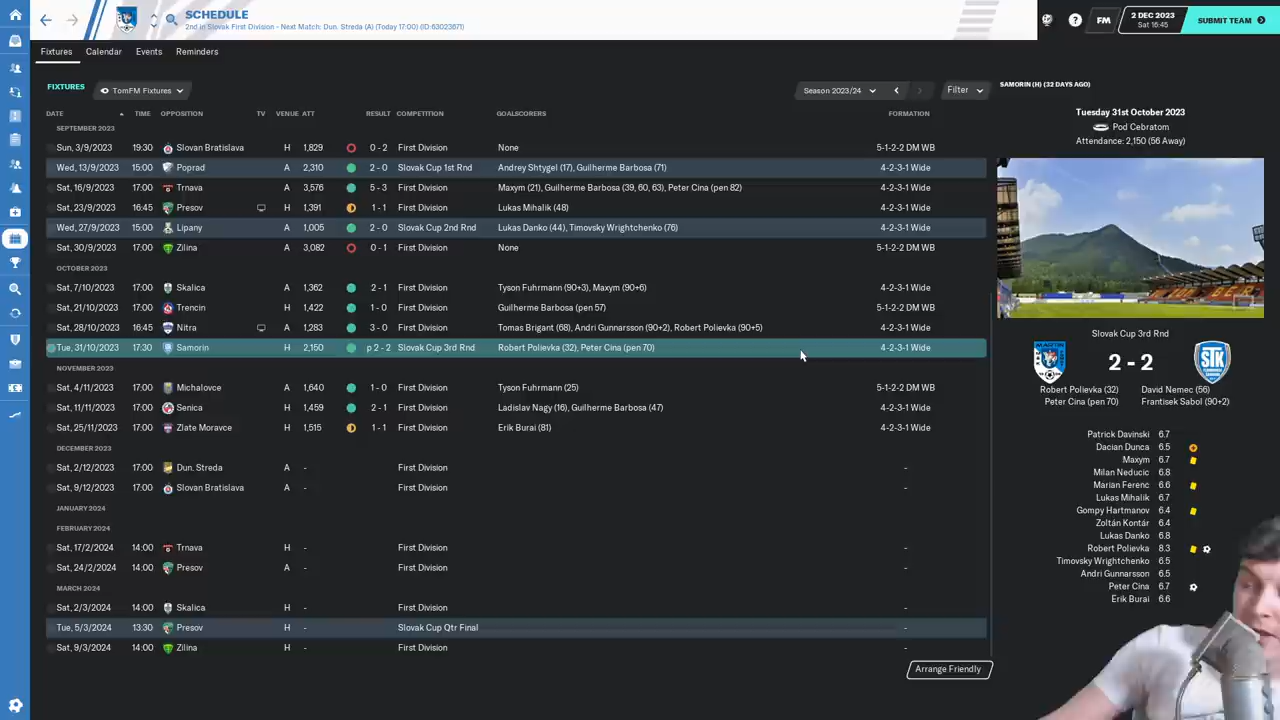 SCHEDULE
2nd in Slovak First Division - Next Match: Dun. Streda (A) (Today 17:00) (ID:63023671)
FM
2 DEC 2023
Sat 16:45
SUBMIT TEAM
Fixtures Calendar Events Reminders
FIXTURES
TomFM Fixtures
Season 2023/24
Filter
DATE TIME OPPOSITION TV VENUE ATT RESULT COMPETITION GOALSCORERS FORMATION
SEPTEMBER 2023
Sun, 3/9/2023 19:30 Slovan Bratislava H 1,829 0 - 2 First Division None 5-1-2-2 DM WB
Wed, 13/9/2023 15:00 Poprad A 2,310 2 - 0 Slovak Cup 1st Rnd Andrey Shtygel (17), Guilherme Barbosa (71) 4-2-3-1 Wide
Sat, 16/9/2023 17:00 Trnava A 3,576 5 - 3 First Division Maxym (21), Guilherme Barbosa (39, 60, 63), Peter Cina (pen 82) 4-2-3-1 Wide
Sat, 23/9/2023 16:45 Presov H 1,391 1 - 1 First Division Lukas Mihalik (48) 4-2-3-1 Wide
Wed, 27/9/2023 15:00 Lipany A 1,005 2 - 0 Slovak Cup 2nd Rnd Lukas Danko (44), Timovsky Wrightchenko (76) 4-2-3-1 Wide
Sat, 30/9/2023 17:00 Zilina A 3,082 0 - 1 First Division None 5-1-2-2 DM WB
OCTOBER 2023
Sat, 7/10/2023 17:00 Skalica A 1,362 2 - 1 First Division Tyson Fuhrmann (90+3), Maxym (90+6) 4-2-3-1 Wide
Sat, 21/10/2023 17:00 Trencin H 1,422 1 - 0 First Division Guilherme Barbosa (pen 57) 5-1-2-2 DM WB
Sat, 28/10/2023 16:45 Nitra A 1,283 3 - 0 First Division Tomas Brigant (68), Andri Gunnarsson (90+2), Robert Polievka (90+5) 4-2-3-1 Wide
Tue, 31/10/2023 17:30 Samorin H 2,150 p 2 - 2 Slovak Cup 3rd Rnd Robert Polievka (32), Peter Cina (pen 70) 4-2-3-1 Wide
NOVEMBER 2023
Sat, 4/11/2023 17:00 Michalovce A 1,640 1 - 0 First Division Tyson Fuhrmann (25) 5-1-2-2 DM WB
Sat, 11/11/2023 17:00 Senica H 1,459 2 - 1 First Division Ladislav Nagy (16), Guilherme Barbosa (47) 4-2-3-1 Wide
Sat, 25/11/2023 17:00 Zlate Moravce H 1,515 1 - 1 First Division Erik Burai (81) 4-2-3-1 Wide
DECEMBER 2023
Sat, 2/12/2023 17:00 Dun. Streda A - First Division -
Sat, 9/12/2023 17:00 Slovan Bratislava A - First Division -
JANUARY 2024
FEBRUARY 2024
Sat, 17/2/2024 14:00 Trnava H - First Division -
Sat, 24/2/2024 14:00 Presov A - First Division -
MARCH 2024
Sat, 2/3/2024 14:00 Skalica H - First Division -
Tue, 5/3/2024 13:30 Presov H - Slovak Cup Qtr Final -
Sat, 9/3/2024 14:00 Zilina H - First Division -
Arrange Friendly
SAMORIN (H) (32 DAYS AGO)
Tuesday 31st October 2023
Pod Cebratom
Attendance: 2,150 (56 Away)
Slovak Cup 3rd Rnd
2 - 2
STK
Robert Polievka (32) David Nemec (56)
Peter Cina (pen 70) Frantisek Sabol (90+2)
Patrick Davinski 6.7
Dacian Dunca 6.5
Maxym 6.7
Milan Neducic 6.8
Marian Ferenc 6.6
Lukas Mihalik 6.7
Gompy Hartmanov 6.4
Zoltán Kontár 6.4
Lukas Danko 6.8
Robert Polievka 8.3
Timovsky Wrightchenko 6.5
Andri Gunnarsson 6.5
Peter Cina 6.7
Erik Burai 6.6